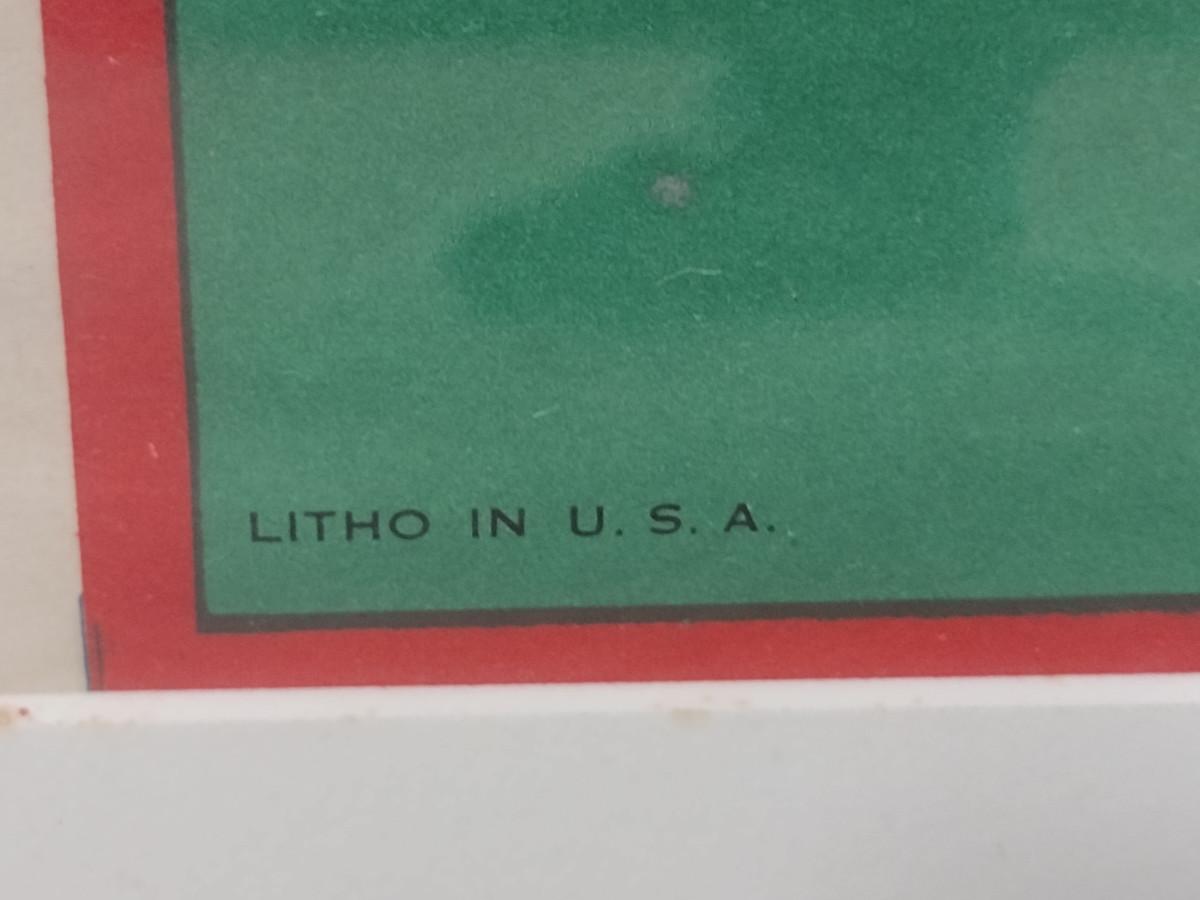 LITHO IN U. S. A.